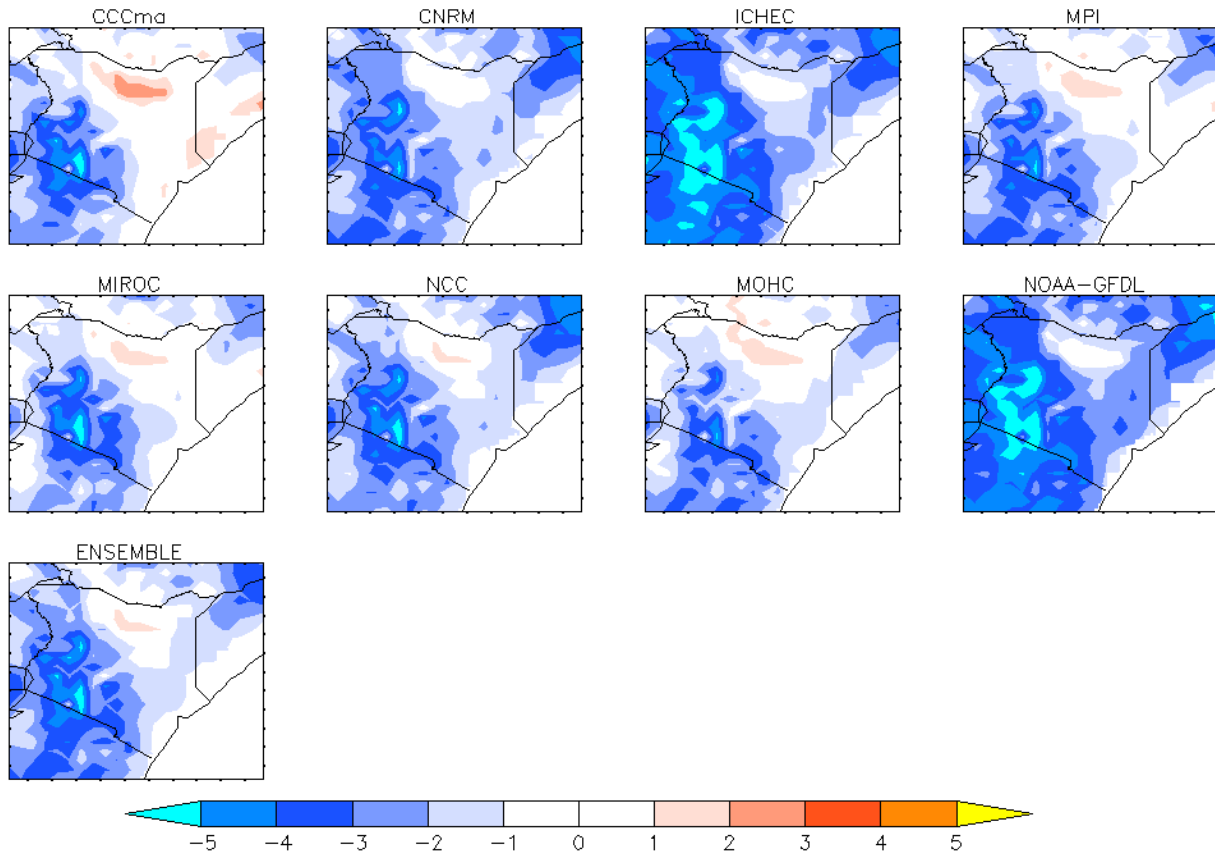 CCCma CNRM ICHEC MPI
MIROC NCC MOHC NOAA-GFDL
ENSEMBLE
-5 -4 -3 -2 -1 0 1 2 3 4 5